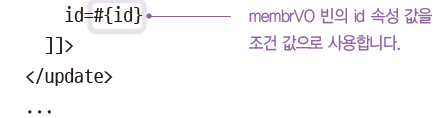 id=#{id}
membrVO 빈의 id 속성 값을
조건 값으로 사용합니다.
]]>
</update>
...